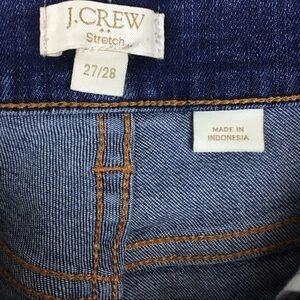 J.CREW
Stretch
27/28
MADE IN
INDONESIA